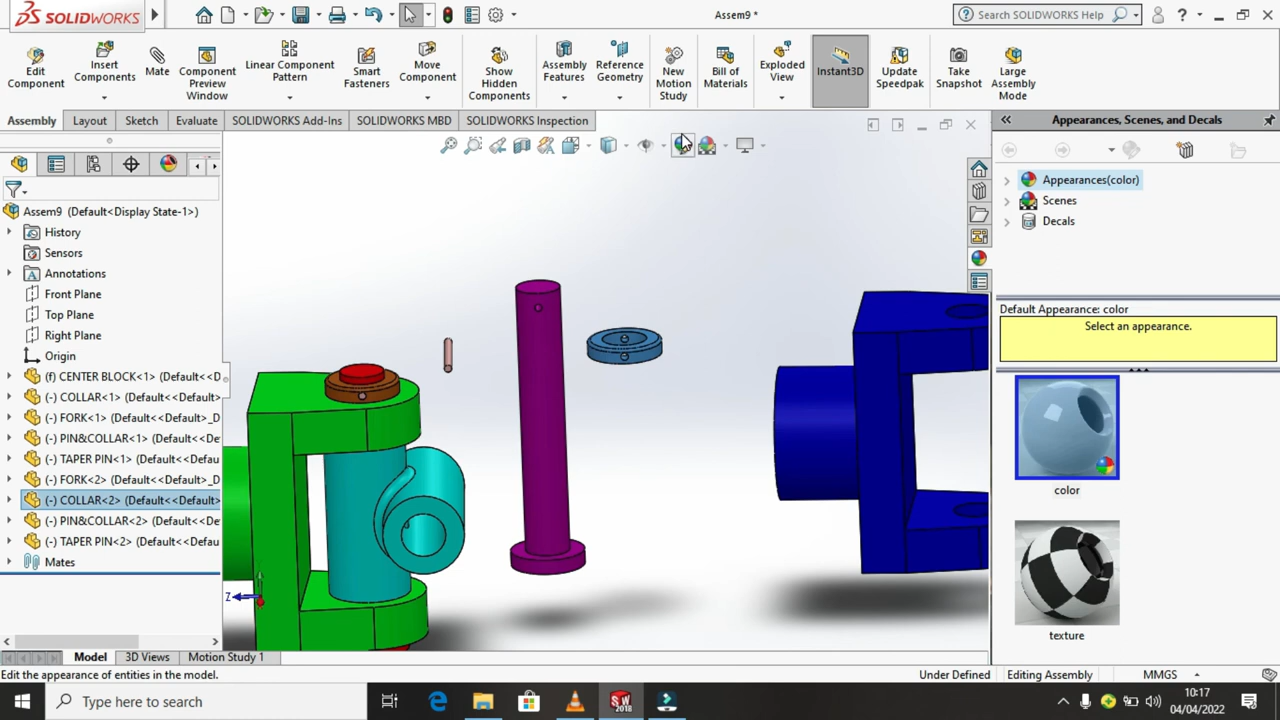 SOLIDWORKS
Assem9 *
Search SOLIDWORKS Help
?
Edit Component
Insert Components
Mate
Component Preview Window
Linear Component Pattern
Smart Fasteners
Move Component
Show Hidden Components
Assembly Features
Reference Geometry
New Motion Study
Bill of Materials
Exploded View
Instant3D
Update Speedpak
Take Snapshot
Large Assembly Mode
Assembly
Layout
Sketch
Evaluate
SOLIDWORKS Add-Ins
SOLIDWORKS MBD
SOLIDWORKS Inspection
Appearances, Scenes, and Decals
Appearances(color)
Scenes
Decals
Assem9 (Default<Display State-1>)
History
Sensors
Annotations
Front Plane
Top Plane
Right Plane
Origin
(f) CENTER BLOCK<1> (Default<<D
(-) COLLAR<1> (Default<<Default>
(-) FORK<1> (Default<<Default>_D
(-) PIN&COLLAR<1> (Default<<De
(-) TAPER PIN<1> (Default<<Defau
(-) FORK<2> (Default<<Default>_D
(-) COLLAR<2> (Default<<Default>
(-) PIN&COLLAR<2> (Default<<De
(-) TAPER PIN<2> (Default<<Defau
Mates
Z
Default Appearance: color
Select an appearance.
color
texture
Model
3D Views
Motion Study 1
Edit the appearance of entities in the model.
Under Defined
Editing Assembly
MMGS
Type here to search
SW
2018
10:17
04/04/2022